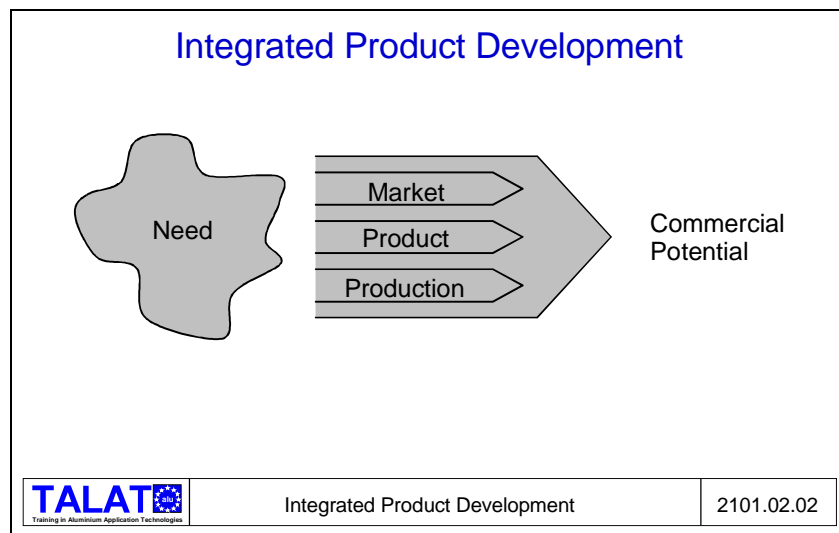 Integrated Product Development
Need
Market
Product
Production
Commercial
Potential
TALAT
alu
Training in Aluminium Application Technologies
Integrated Product Development
2101.02.02